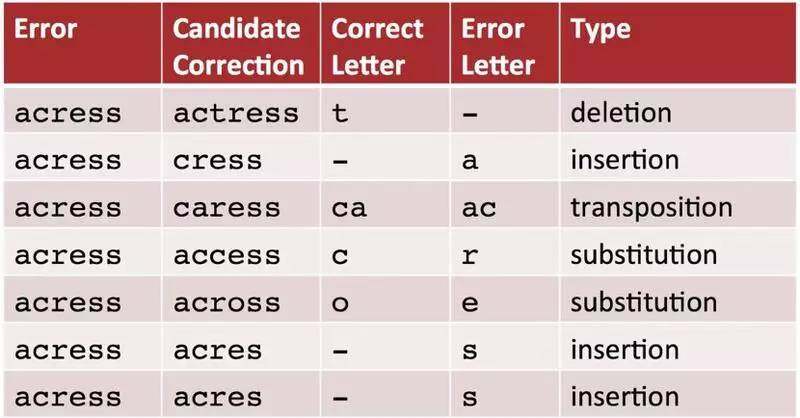 Error Candidate Correction Correct Letter Error Letter Type
acress actress t – deletion
acress cress – a insertion
acress caress ca ac transposition
acress access c r substitution
acress across o e substitution
acress acres – s insertion
acress acres – s insertion